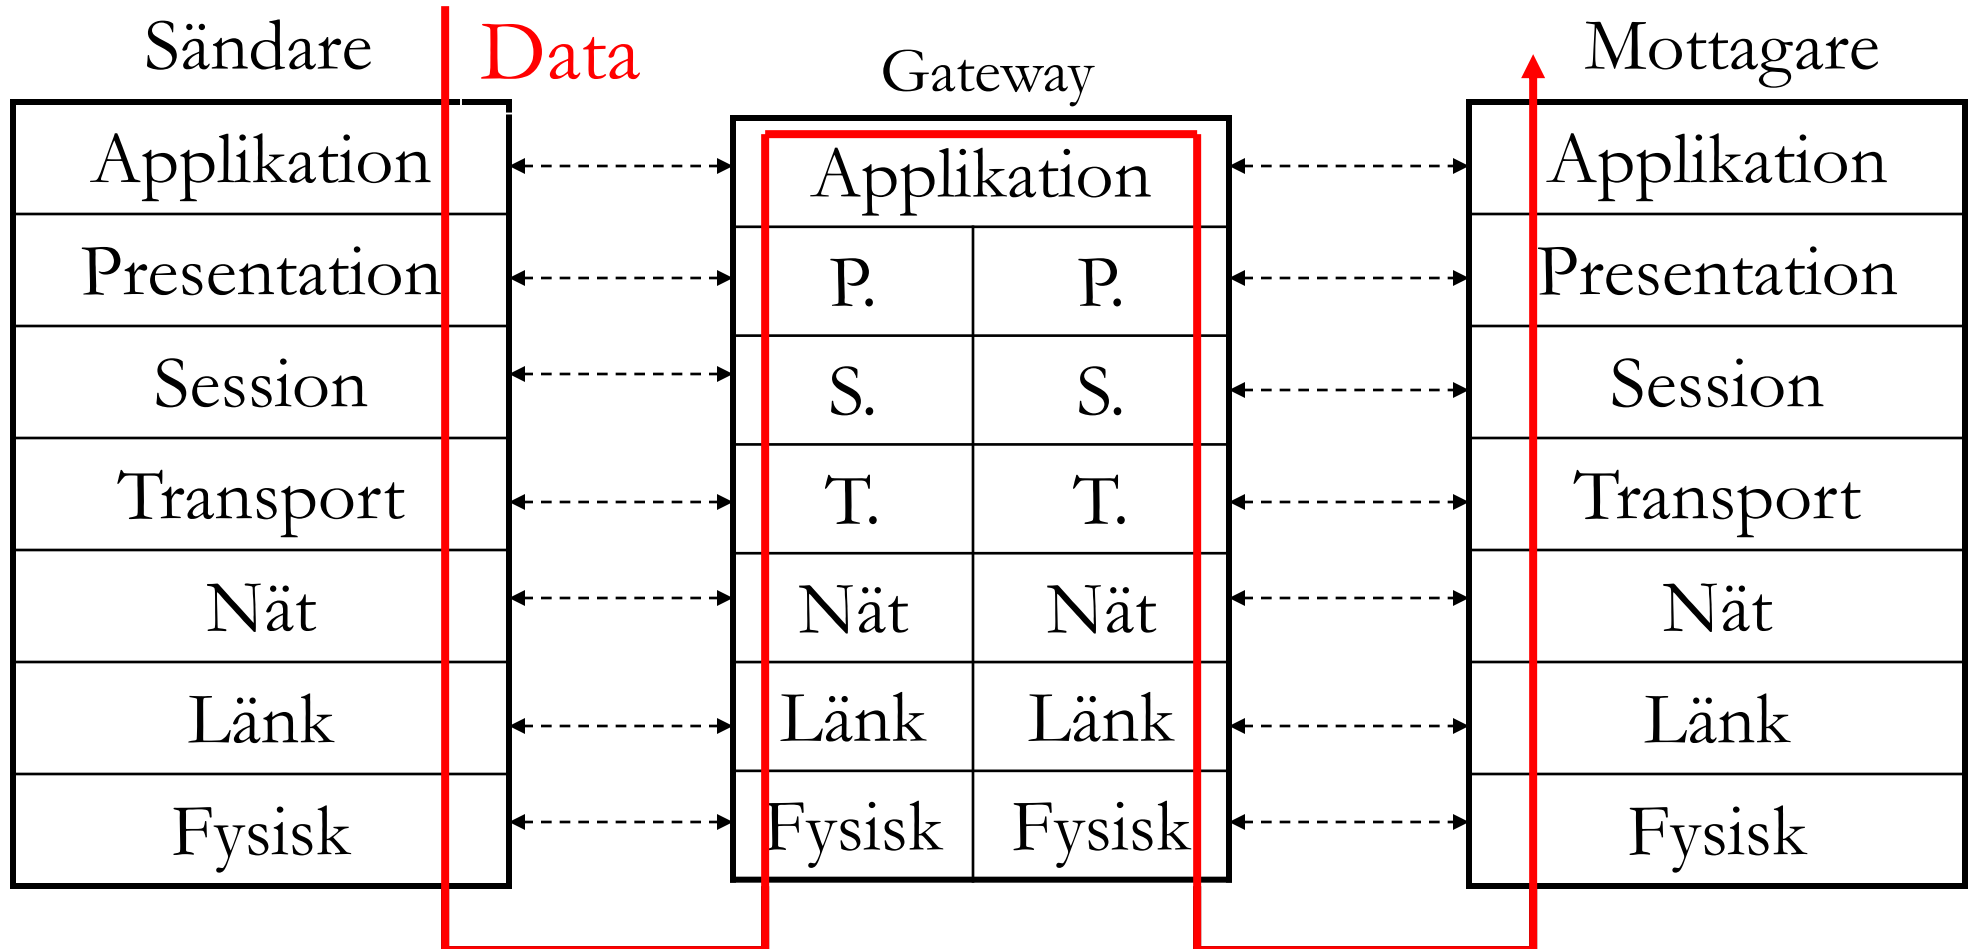 Sändare
Data
Gateway
Mottagare
Applikation
Applikation
Applikation
Presentation
P.
P.
Presentation
Session
S.
S.
Session
Transport
T.
T.
Transport
Nät
Nät
Nät
Nät
Länk
Länk
Länk
Länk
Fysisk
Fysisk
Fysisk
Fysisk